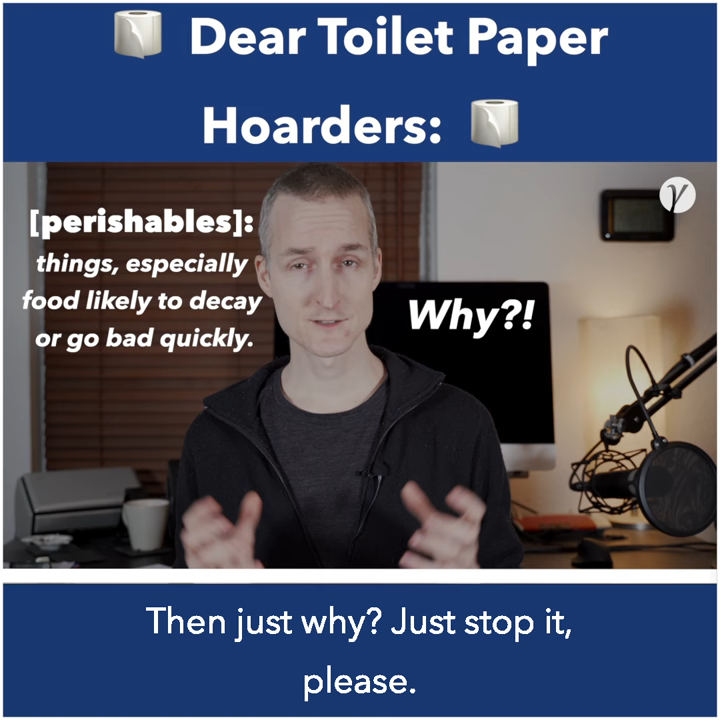 Dear Toilet Paper
Hoarders:
[perishables]:
things, especially
food likely to decay
or go bad quickly.
Why?!
Then just why? Just stop it,
please.